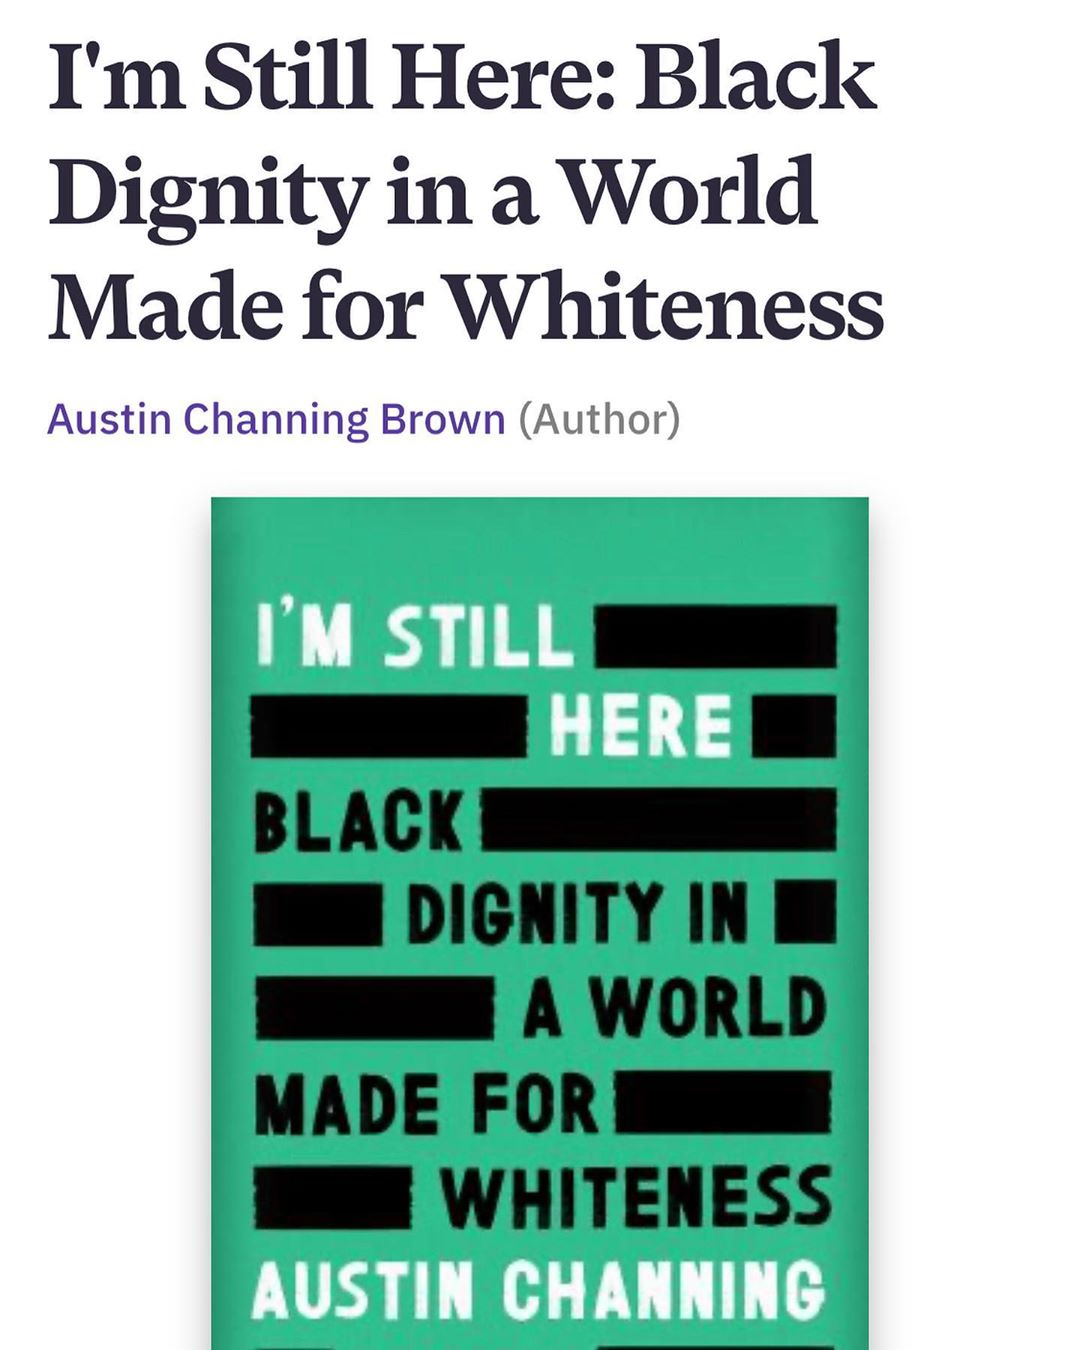 I'm Still Here: Black
Dignity in a World
Made for Whiteness
Austin Channing Brown (Author)
I'M STILL
HERE
BLACK
DIGNITY IN
A WORLD
MADE FOR
WHITENESS
AUSTIN CHANNING